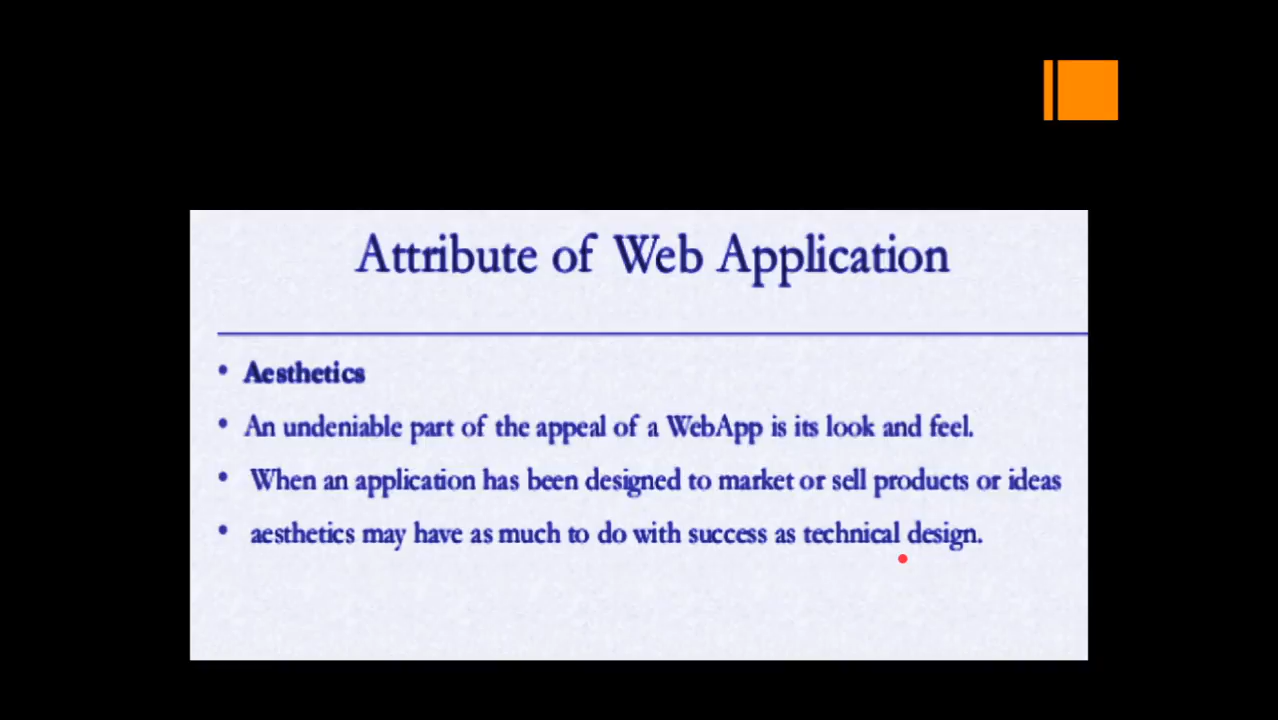 Attribute of Web Application
• Aesthetics
• An undeniable part of the appeal of a WebApp is its look and feel.
• When an application has been designed to market or sell products or ideas
• aesthetics may have as much to do with success as technical design.